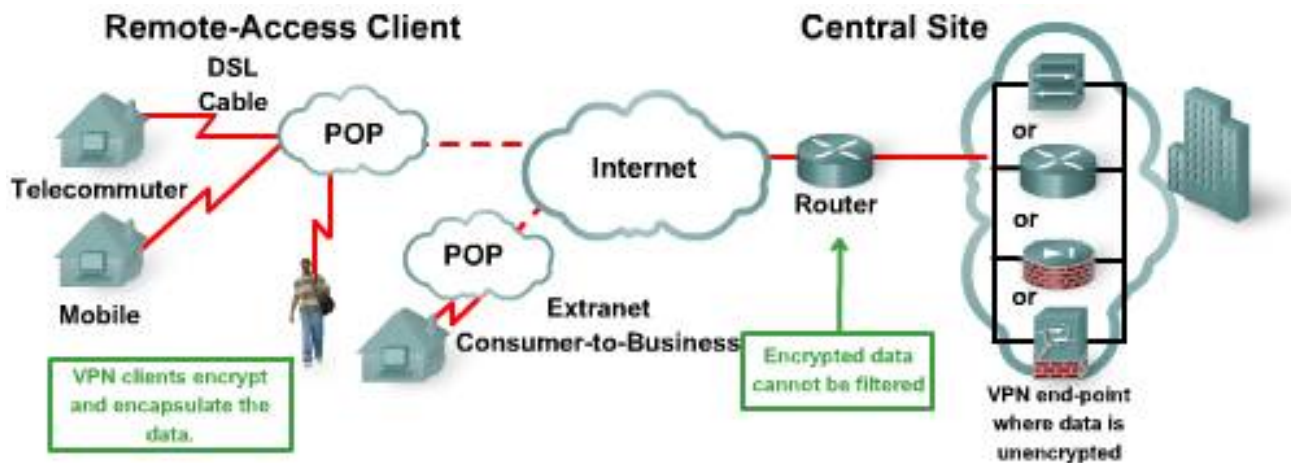 Remote-Access Client
Central Site
DSL
Cable
POP
Telecommuter
Mobile
Internet
Router
POP
Extranet
Consumer-to-Business
or
or
or
VPN clients encrypt
and encapsulate the
data.
Encrypted data
cannot be filtered
VPN end-point
where data is
unencrypted